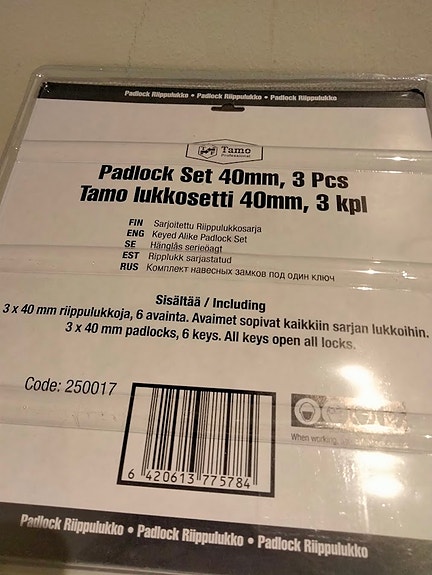 Padlock Riippulukko • Padlock Riippulukko • Padlock Riippulukko
Tamo
Professional
Padlock Set 40mm, 3 Pcs
Tamo lukkosetti 40mm, 3 kpl
FIN Sarjoitettu Riippulukkosarja
ENG Keyed Alike Padlock Set
SE Hänglås serieöagt
EST Ripplukk sarjastatud
RUS Комплект навесных замков под один ключ
Sisältää / Including
3 x 40 mm riippulukkoja, 6 avainta. Avaimet sopivat kaikkiin sarjan lukkoihin.
3 x 40 mm padlocks, 6 keys. All keys open all locks.
Code: 250017
6 420613 775784
When working,
Padlock Riippulukko • Padlock Riippulukko • Padlock Riippulukko